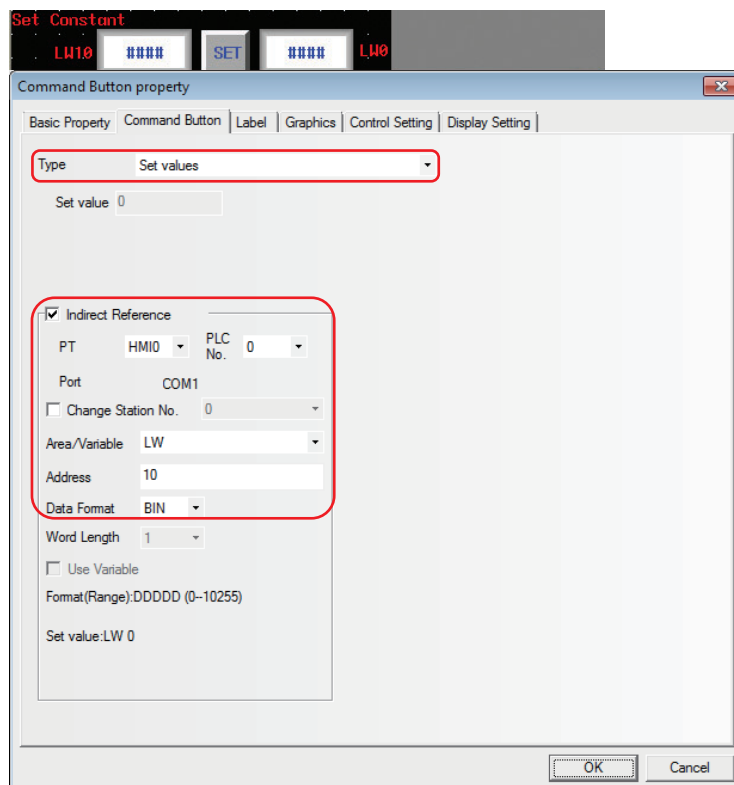 Set Constant
LW10 #### SET #### LW0
Command Button property
Basic Property Command Button Label Graphics Control Setting Display Setting
Type Set values
Set value 0
Indirect Reference
PT HMI0 PLC No. 0
Port COM1
Change Station No. 0
Area/Variable LW
Address 10
Data Format BIN
Word Length 1
Use Variable
Format(Range):DDDDD (0--10255)
Set value:LW 0
OK Cancel